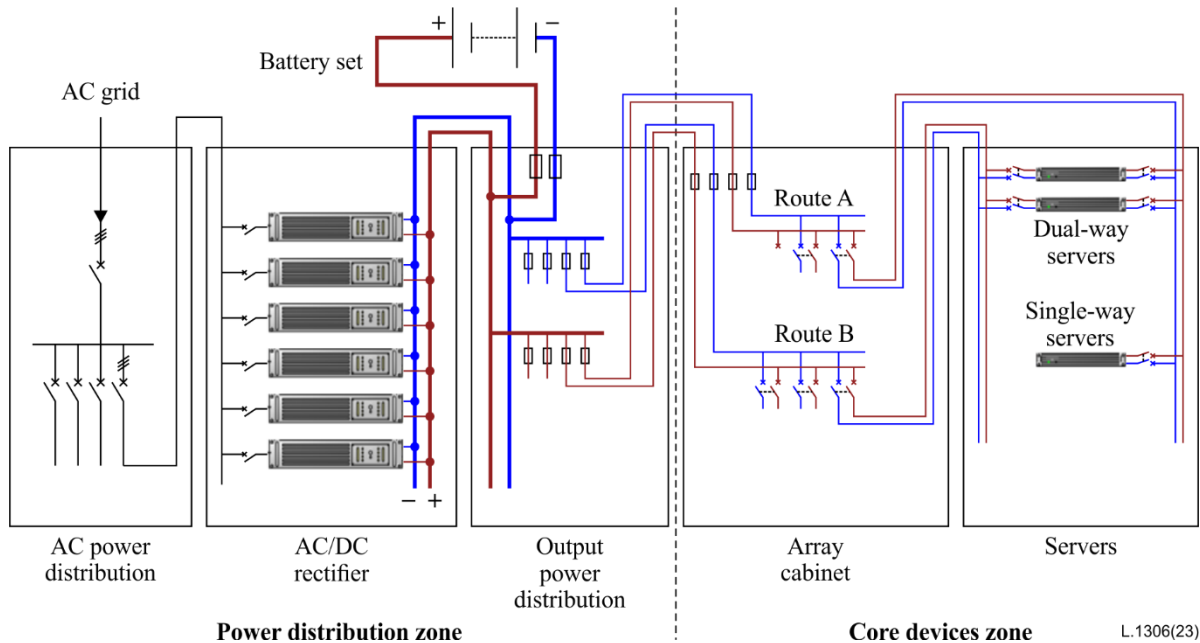 +
−
Battery set
AC grid
Route A
Dual-way
servers
Single-way
servers
Route B
− +
AC power
distribution
AC/DC
rectifier
Output
power
distribution
Array
cabinet
Servers
Power distribution zone
Core devices zone
L.1306(23)